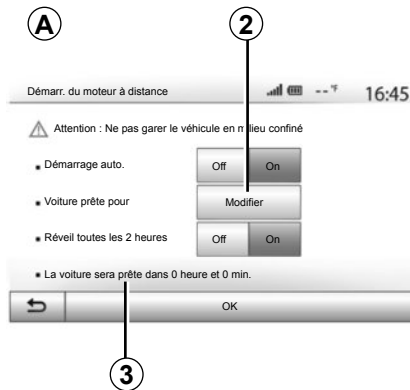 A
2
Démarr. du moteur à distance --°F 16:45
Attention : Ne pas garer le véhicule en milieu confiné
Démarrage auto. Off On
Voiture prête pour Modifier
Réveil toutes les 2 heures Off On
La voiture sera prête dans 0 heure et 0 min.
OK
3